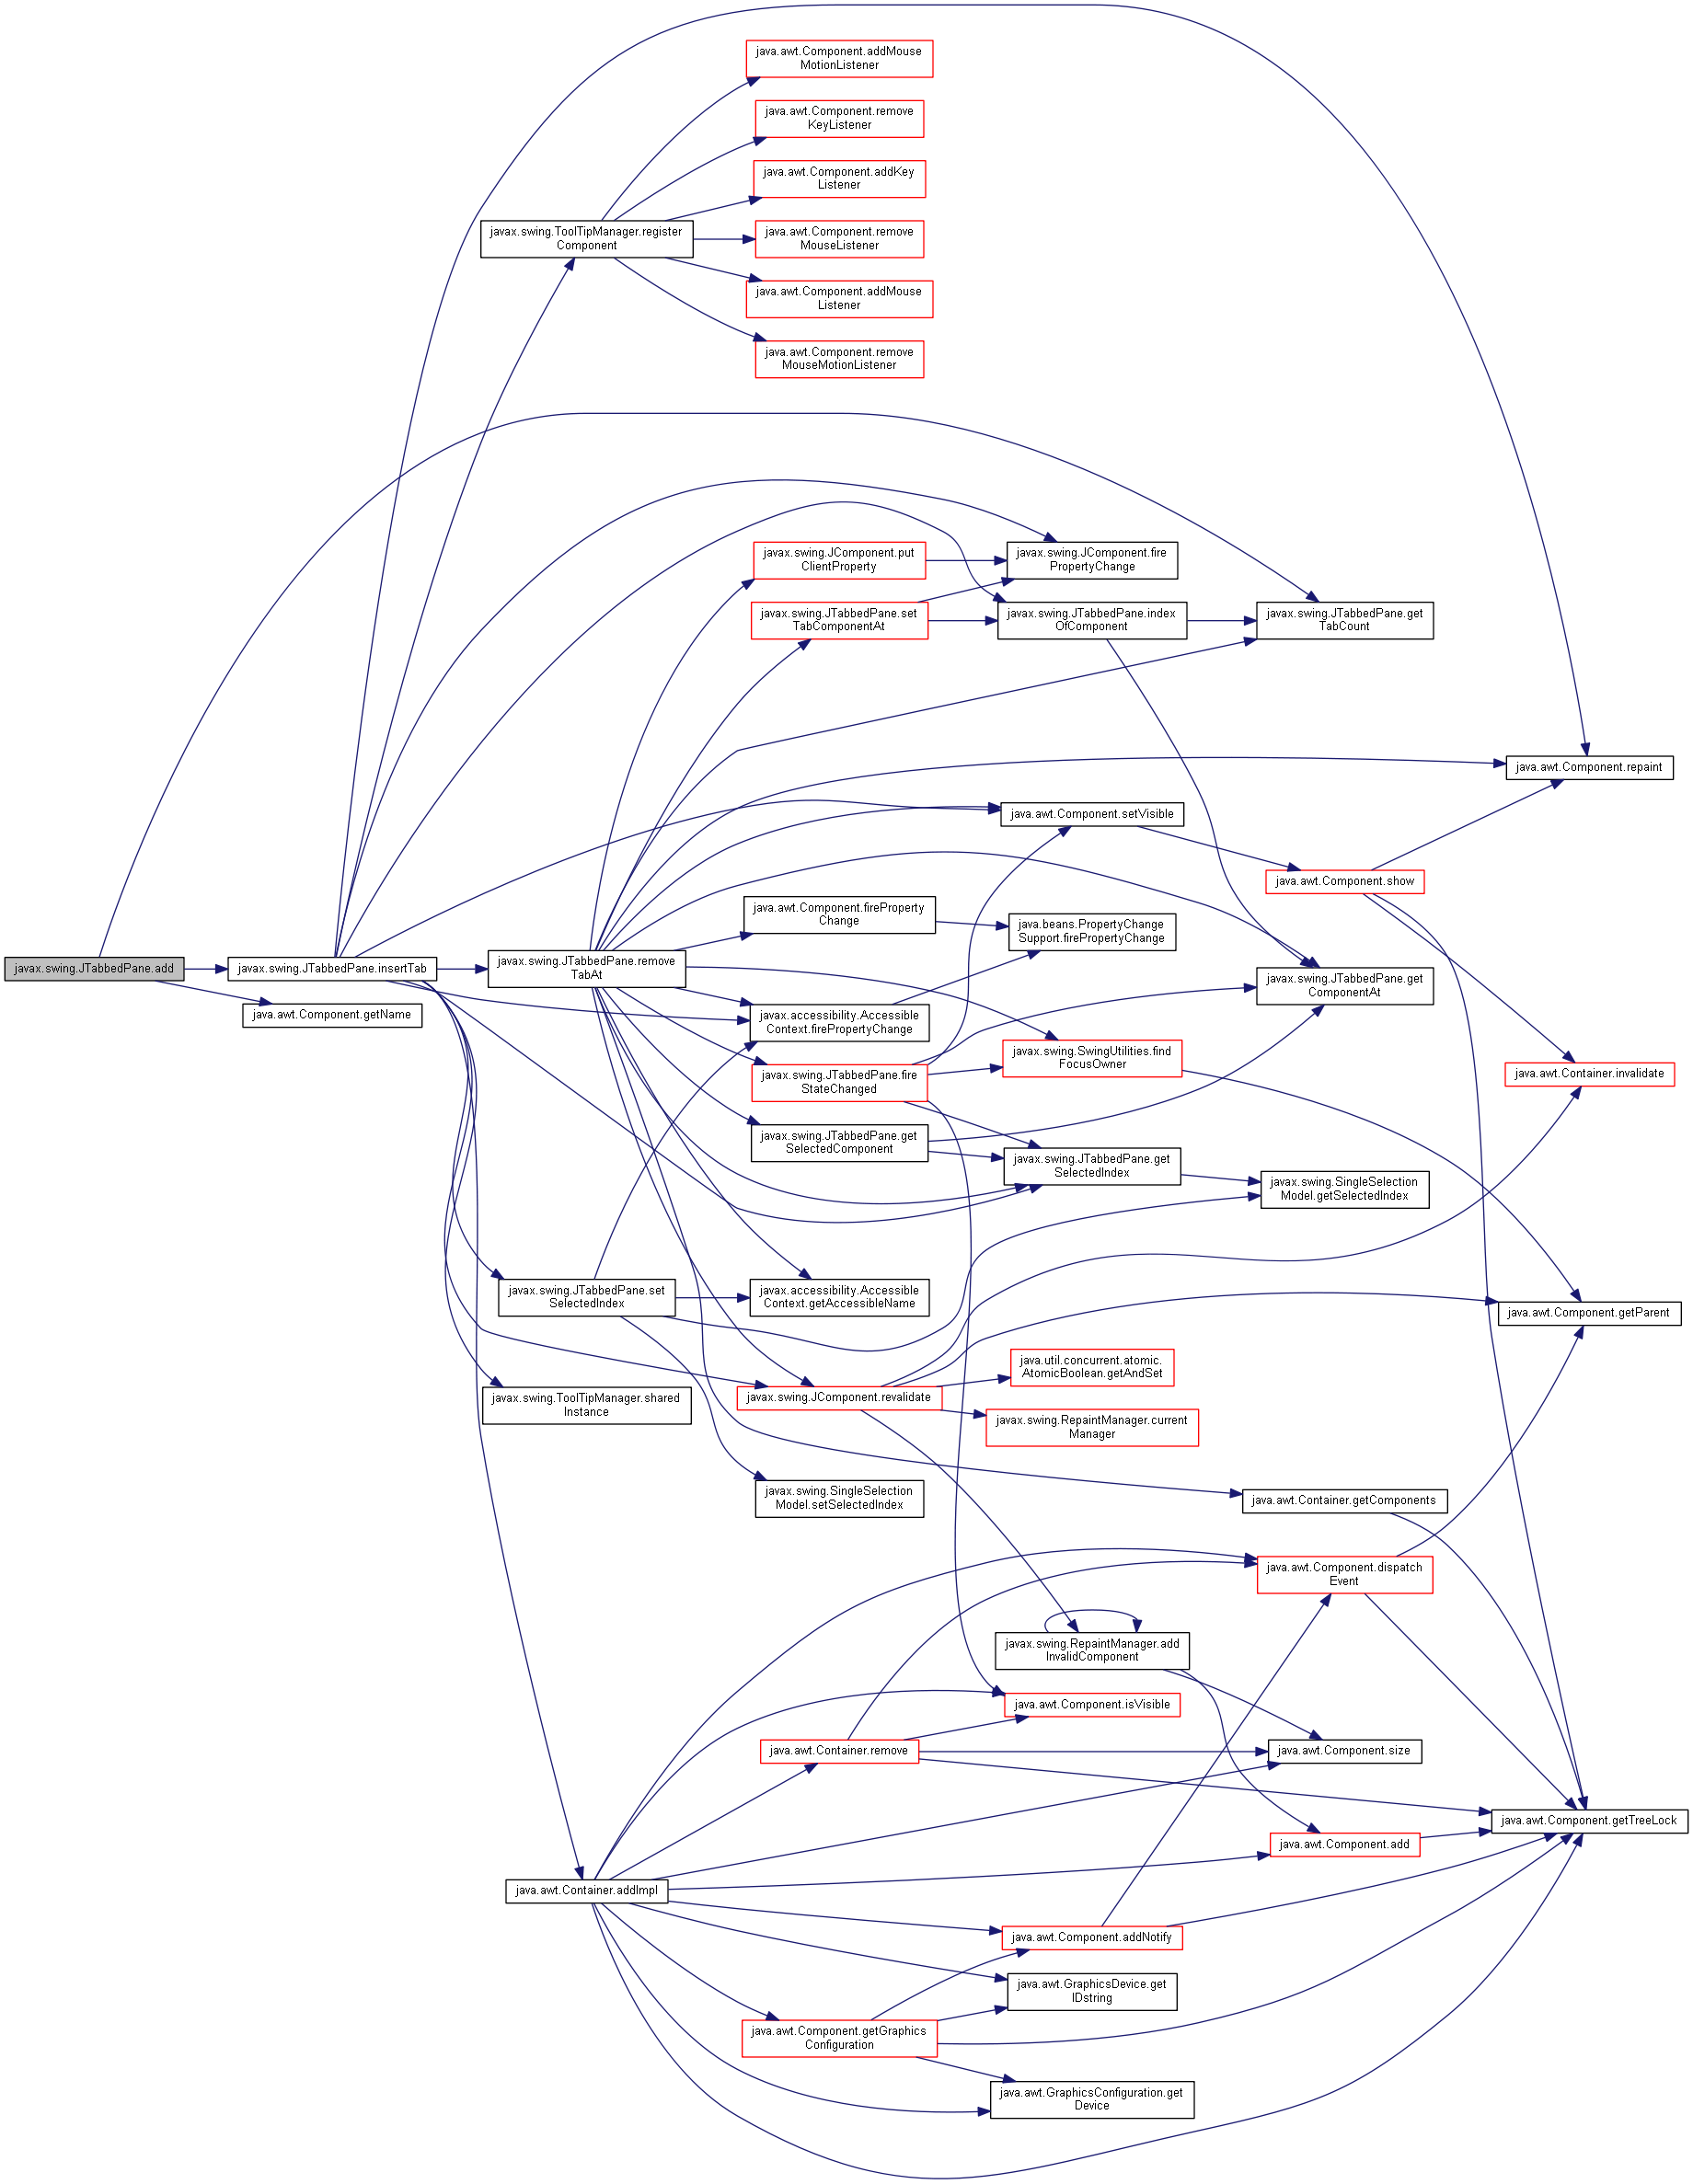 java.awt.Component.addMouse
MotionListener
java.awt.Component.remove
KeyListener
java.awt.Component.addKey
Listener
javax.swing.ToolTipManager.register
Component
java.awt.Component.remove
MouseListener
java.awt.Component.addMouse
Listener
java.awt.Component.remove
MouseMotionListener
javax.swing.JComponent.put
ClientProperty
javax.swing.JComponent.fire
PropertyChange
javax.swing.JTabbedPane.set
TabComponentAt
javax.swing.JTabbedPane.index
OfComponent
javax.swing.JTabbedPane.get
TabCount
java.awt.Component.repaint
java.awt.Component.setVisible
java.awt.Component.show
java.awt.Component.fireProperty
Change
java.beans.PropertyChange
Support.firePropertyChange
javax.swing.JTabbedPane.add
javax.swing.JTabbedPane.insertTab
javax.swing.JTabbedPane.remove
TabAt
javax.swing.JTabbedPane.get
ComponentAt
java.awt.Component.getName
javax.accessibility.Accessible
Context.firePropertyChange
javax.swing.SwingUtilities.find
FocusOwner
java.awt.Container.invalidate
javax.swing.JTabbedPane.fire
StateChanged
javax.swing.JTabbedPane.get
SelectedComponent
javax.swing.JTabbedPane.get
SelectedIndex
javax.swing.SingleSelection
Model.getSelectedIndex
javax.swing.JTabbedPane.set
SelectedIndex
javax.accessibility.Accessible
Context.getAccessibleName
java.awt.Component.getParent
java.util.concurrent.atomic.
AtomicBoolean.getAndSet
javax.swing.ToolTipManager.shared
Instance
javax.swing.JComponent.revalidate
javax.swing.RepaintManager.current
Manager
javax.swing.SingleSelection
Model.setSelectedIndex
java.awt.Container.getComponents
java.awt.Component.dispatch
Event
javax.swing.RepaintManager.add
InvalidComponent
java.awt.Component.isVisible
java.awt.Container.remove
java.awt.Component.size
java.awt.Component.getTreeLock
java.awt.Component.add
java.awt.Container.addImpl
java.awt.Component.addNotify
java.awt.GraphicsDevice.get
IDstring
java.awt.Component.getGraphics
Configuration
java.awt.GraphicsConfiguration.get
Device